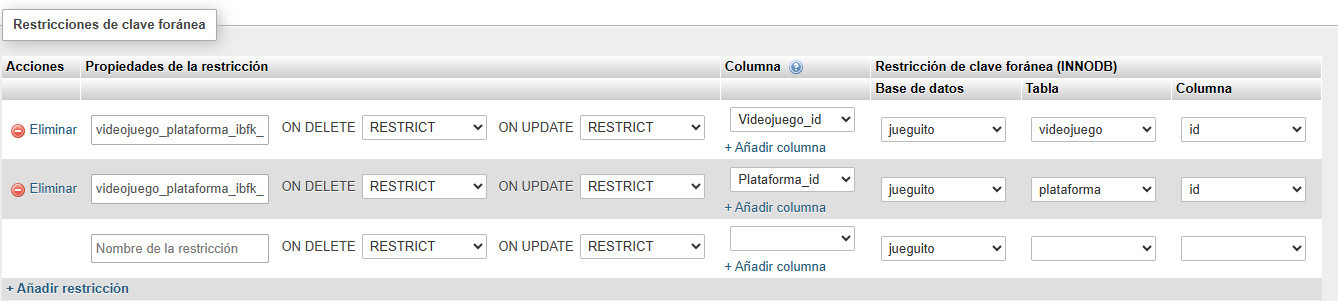 Restricciones de clave foránea
Acciones Propiedades de la restricción Columna Restricción de clave foránea (INNODB)
Base de datos Tabla Columna
Eliminar videojuego_plataforma_ibfk_ ON DELETE RESTRICT ON UPDATE RESTRICT Videojuego_id jueguito videojuego id
+ Añadir columna
Eliminar videojuego_plataforma_ibfk_ ON DELETE RESTRICT ON UPDATE RESTRICT Plataforma_id jueguito plataforma id
+ Añadir columna
Nombre de la restricción ON DELETE RESTRICT ON UPDATE RESTRICT jueguito
+ Añadir columna
+ Añadir restricción